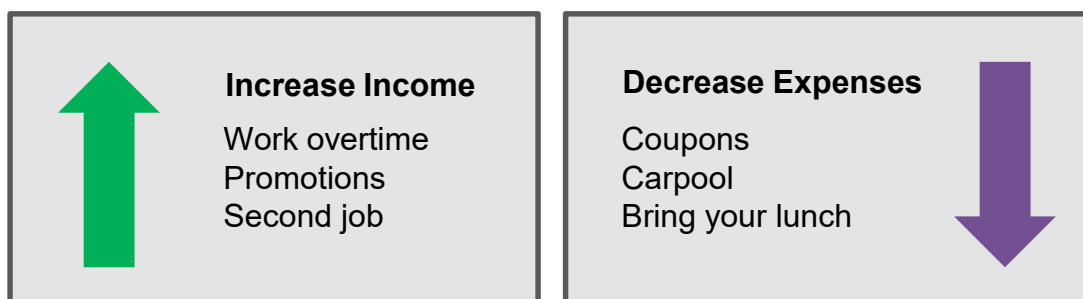 Increase Income
Work overtime
Promotions
Second job
Decrease Expenses
Coupons
Carpool
Bring your lunch